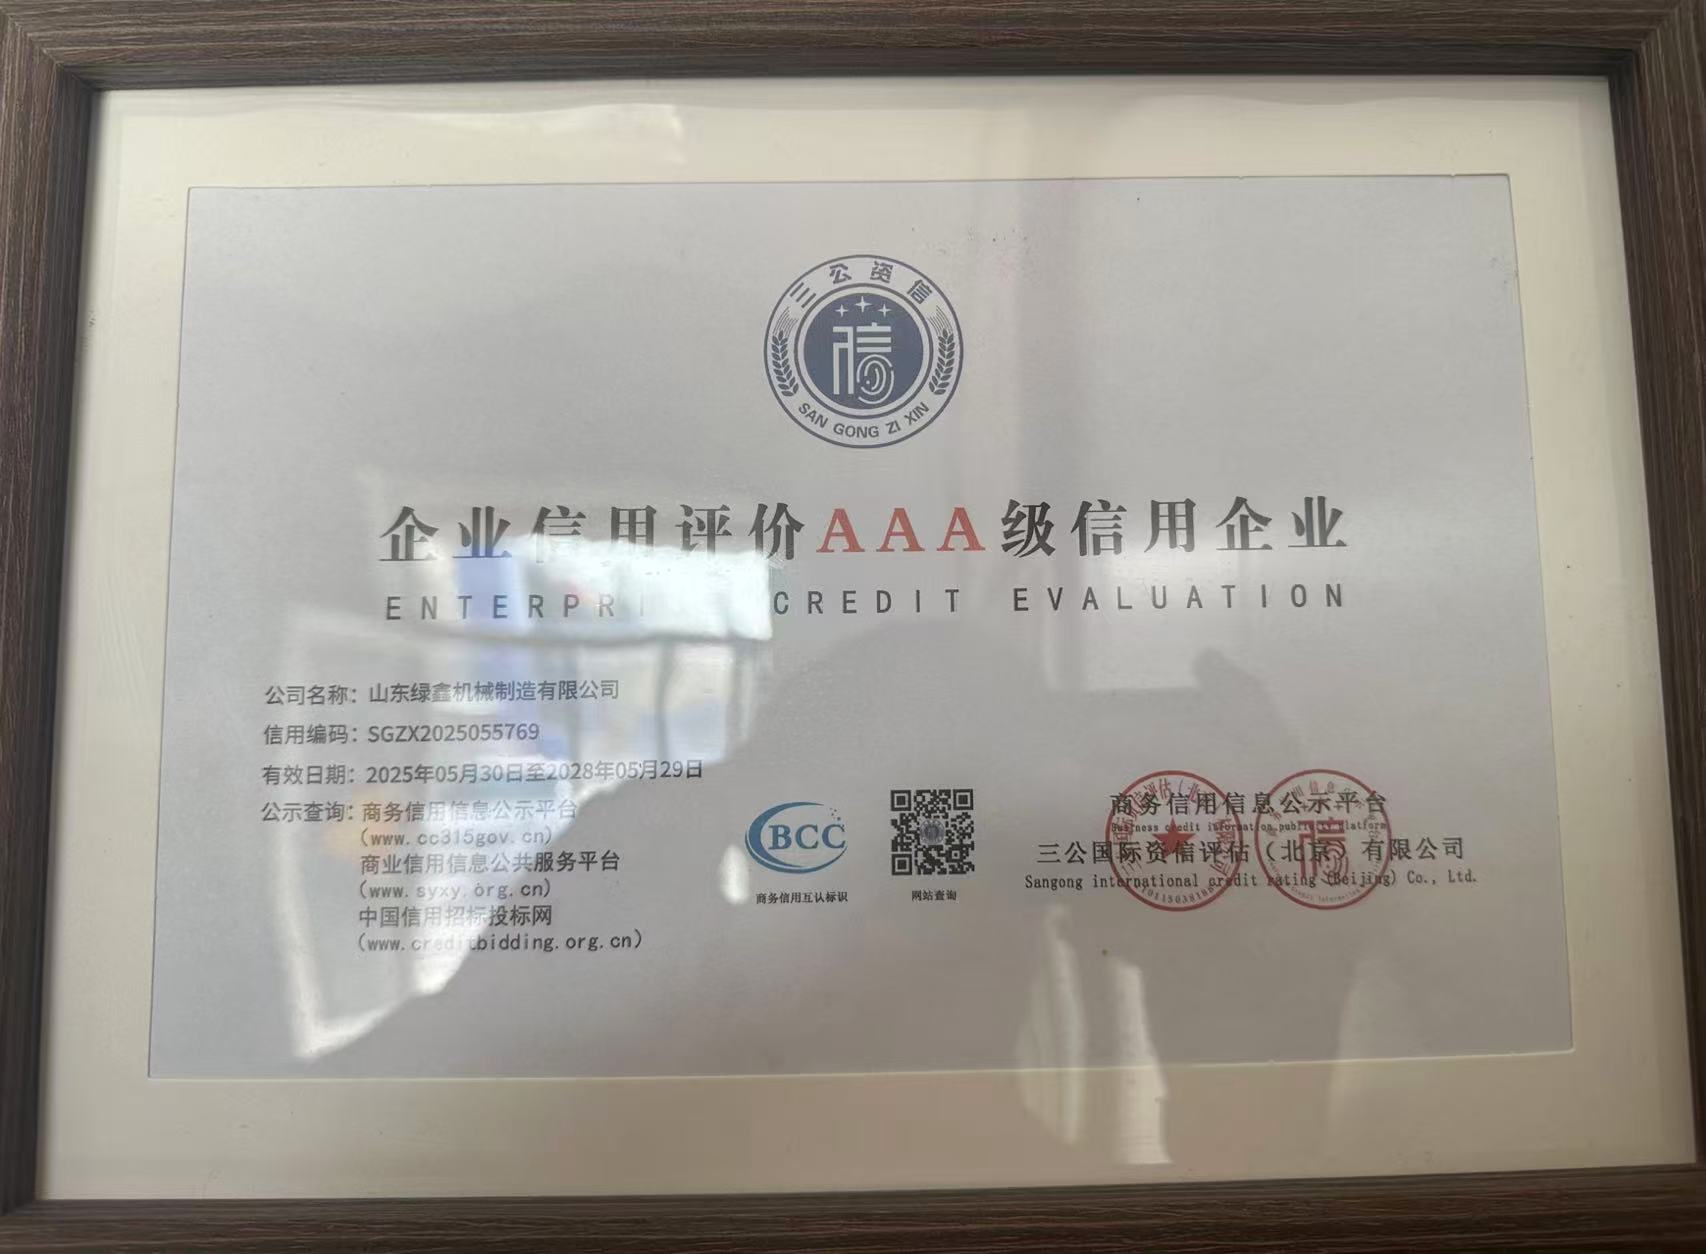 三公资信
SAN GONG ZI XIN
企业信用评价AAA级信用企业
ENTERPRI CREDIT EVALUATION
公司名称：山东绿鑫机械制造有限公司
信用编码：SGZX2025055769
有效日期：2025年05月30日至2028年05月29日
公示查询：商务信用信息公示平台
(www.cc315gov.cn)
商业信用信息公共服务平台
(www.syxy.org.cn)
中国信用招标投标网
(www.creditbidding.org.cn)
BCC
商务信用互认标识
网站查询
商务信用信息公示平台
Business credit information publicity platform
三公国际资信评估（北京）有限公司
Sangong international credit rating (Beijing) Co., Ltd.